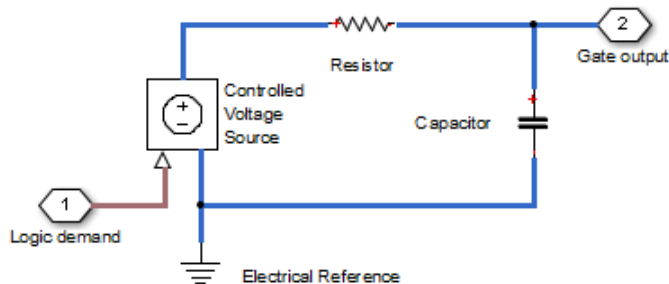 2
Gate output
Resistor
Controlled
Voltage
Source
Capacitor
1
Logic demand
Electrical Reference